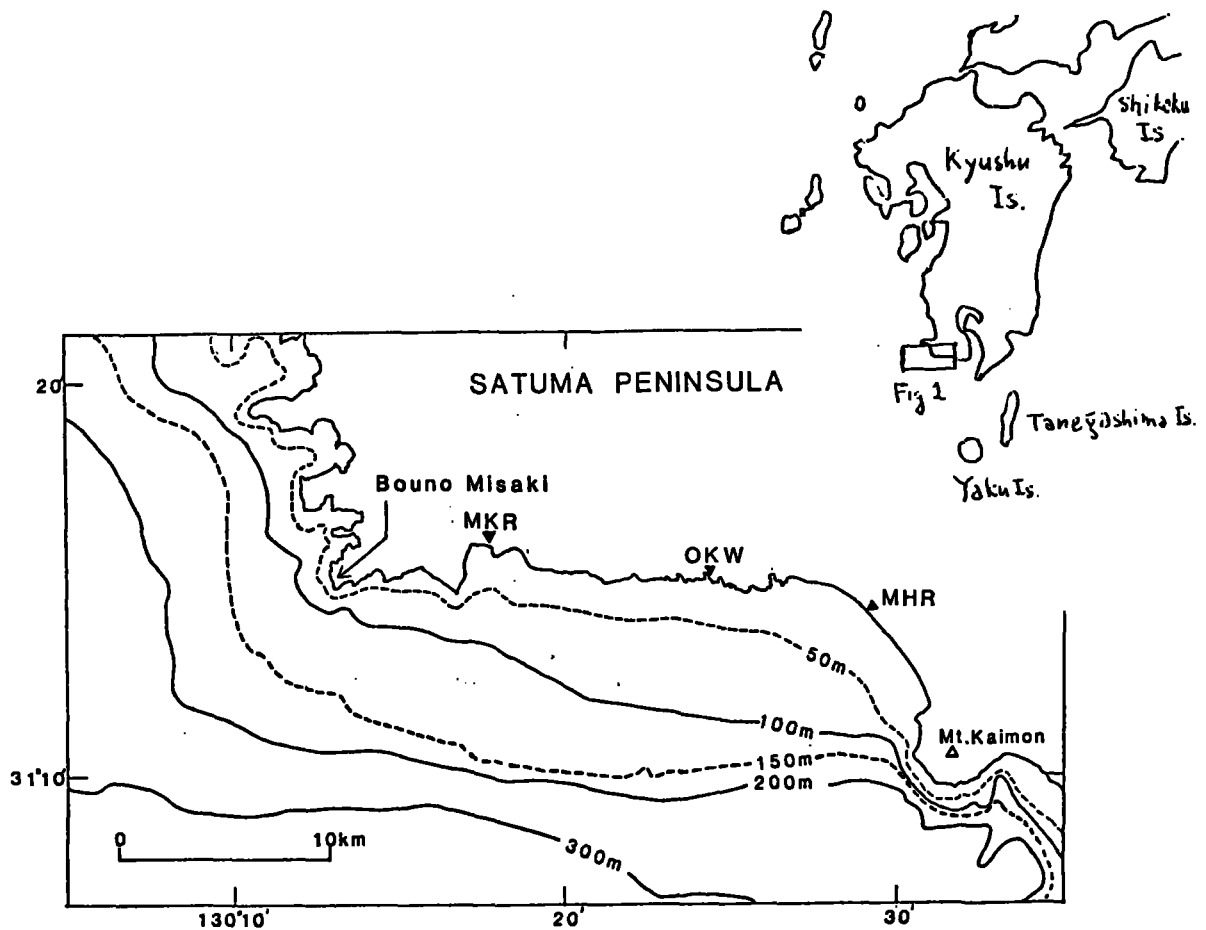 Shikoku
Is
Kyushu
Is.
Fig 1
Tanegashima Is.
Yaku Is.
20'
SATUMA PENINSULA
Bouno Misaki
MKR
OKW
MHR
50m
100m
Mt.Kaimon
150m
200m
31°10'
0 10km
300m
130°10' 20' 30'